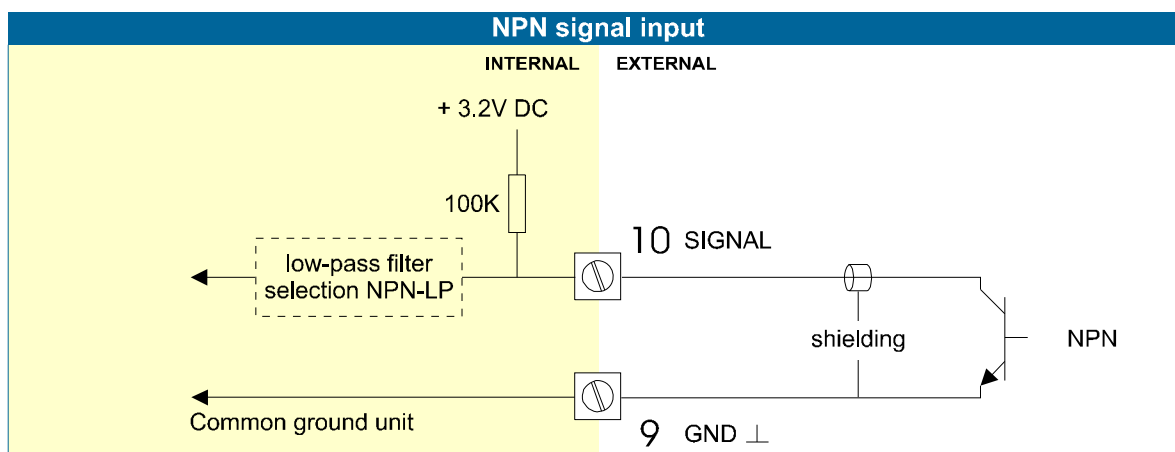 NPN signal input
INTERNAL EXTERNAL
+ 3.2V DC
100K
10 SIGNAL
low-pass filter
selection NPN-LP
shielding
NPN
Common ground unit
9 GND ⊥